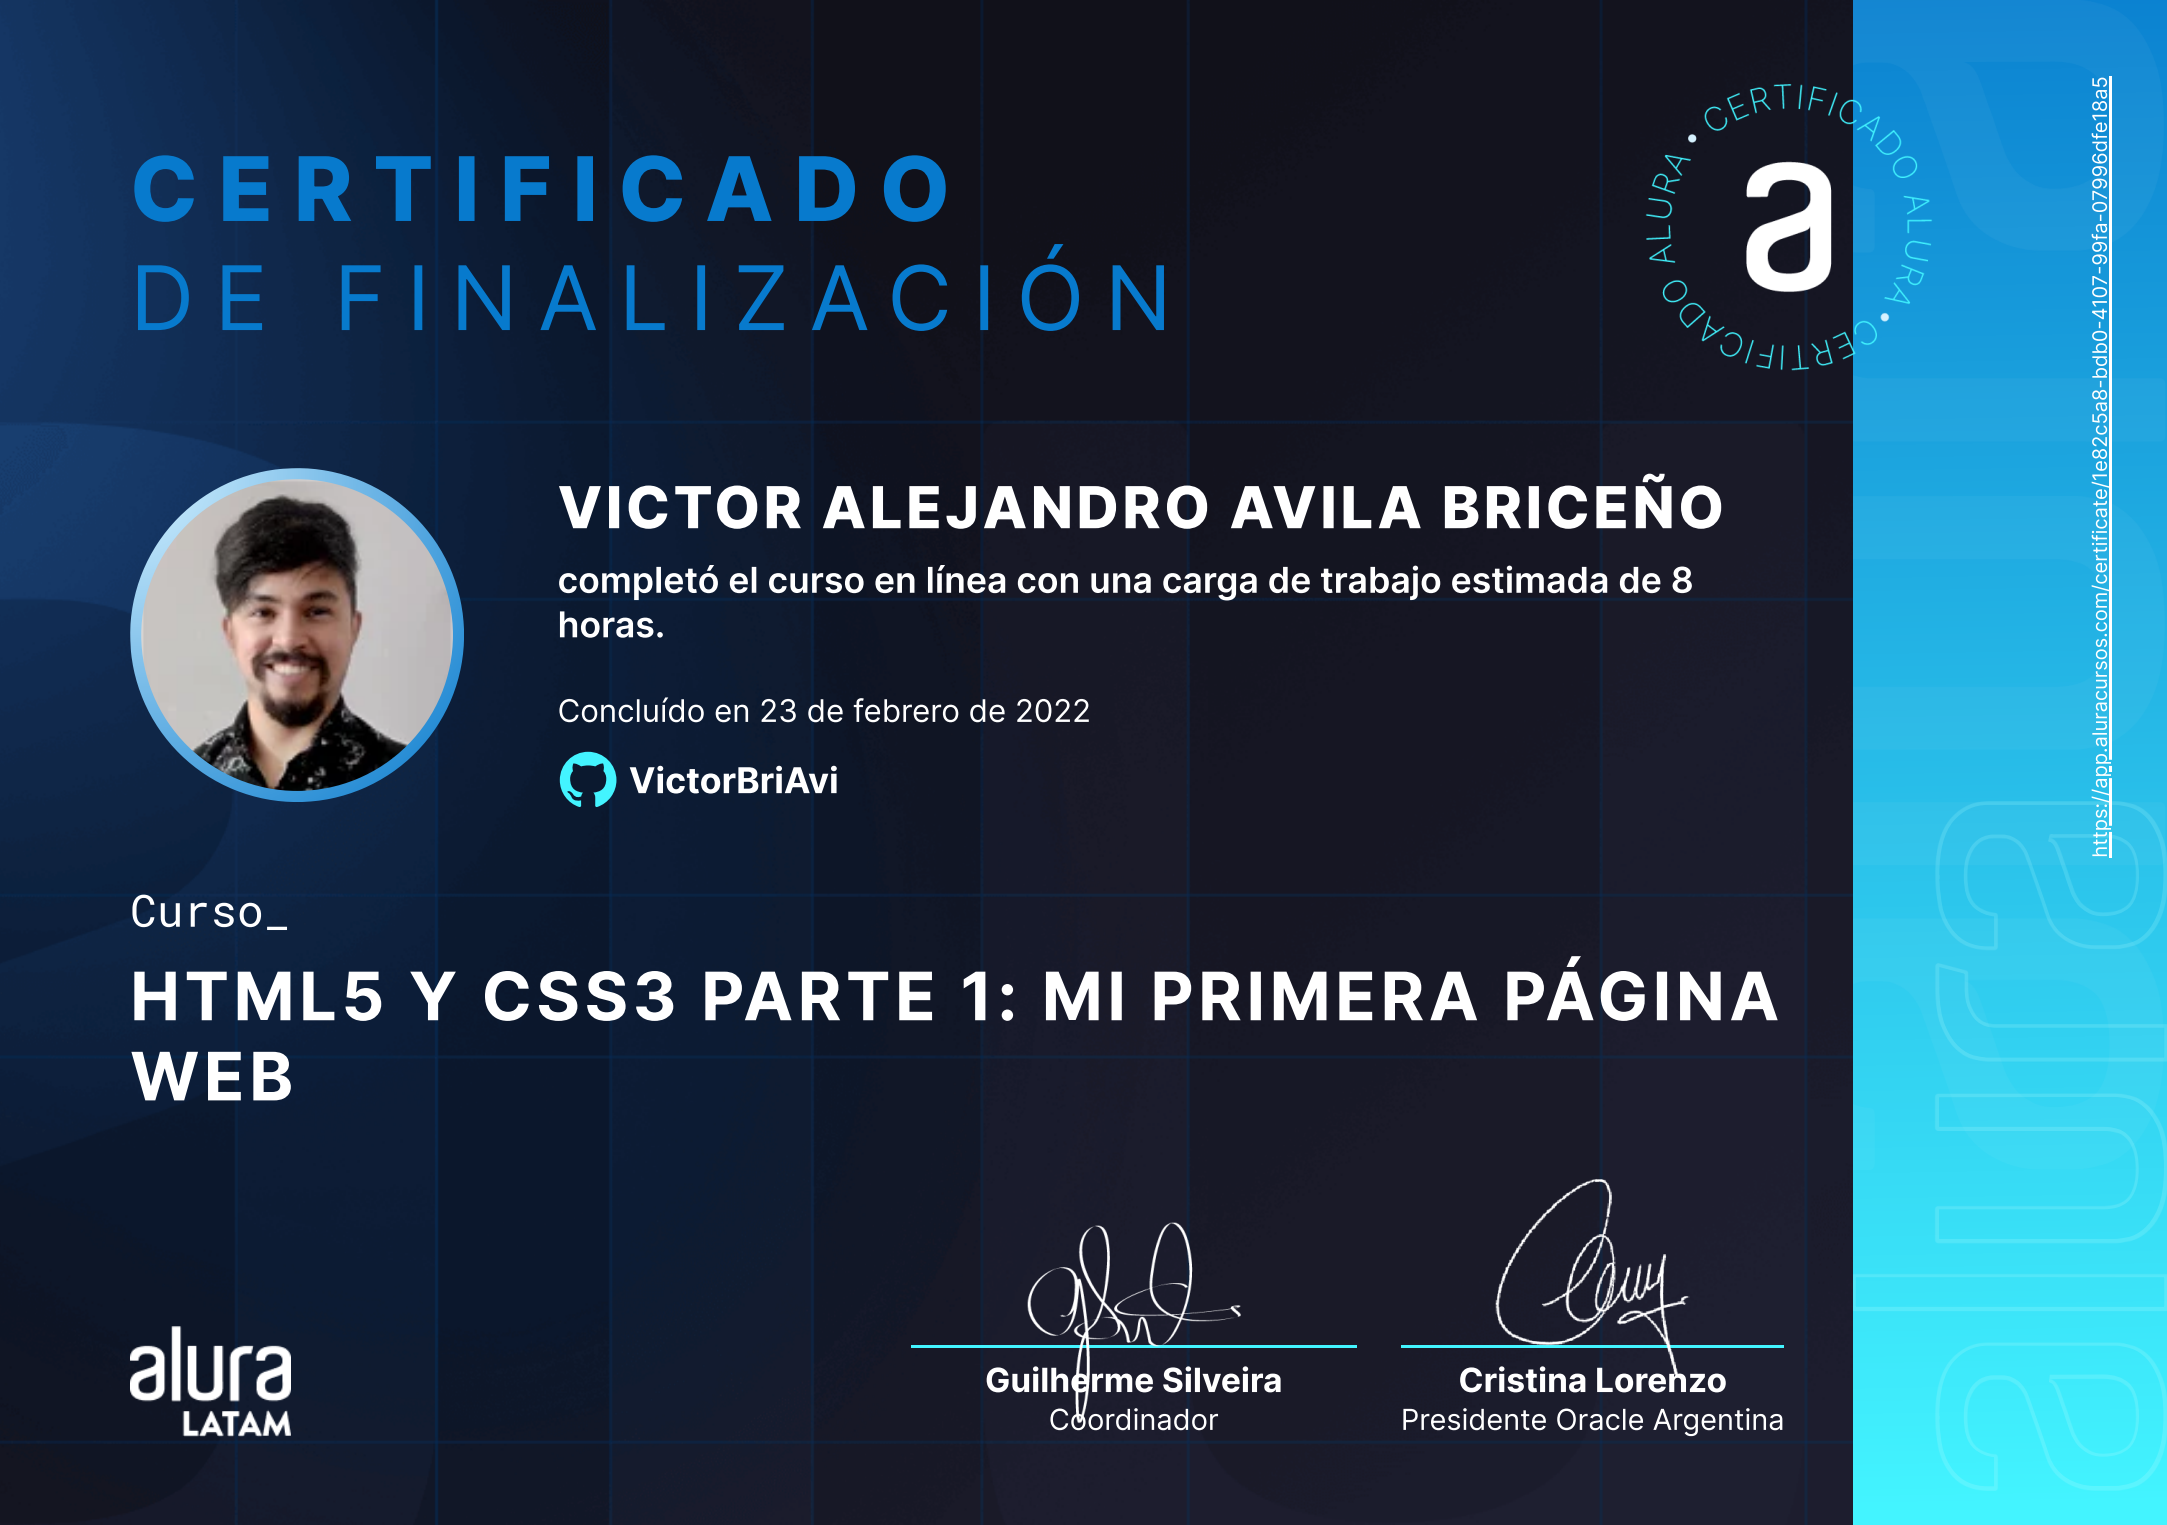 CERTIFICADO
DE FINALIZACIÓN
• CERTIFICADO ALURA • CERTIFICADO ALURA
a
VICTOR ALEJANDRO AVILA BRICEÑO
completó el curso en línea con una carga de trabajo estimada de 8
horas.
Concluído en 23 de febrero de 2022
VictorBriAvi
Curso_
HTML5 Y CSS3 PARTE 1: MI PRIMERA PÁGINA
WEB
Guilherme Silveira
Coordinador
Cristina Lorenzo
Presidente Oracle Argentina
alura
LATAM
https://app.aluracursos.com/certificate/1e82c5a8-bdb0-4107-99fa-07996dfe18a5
alura